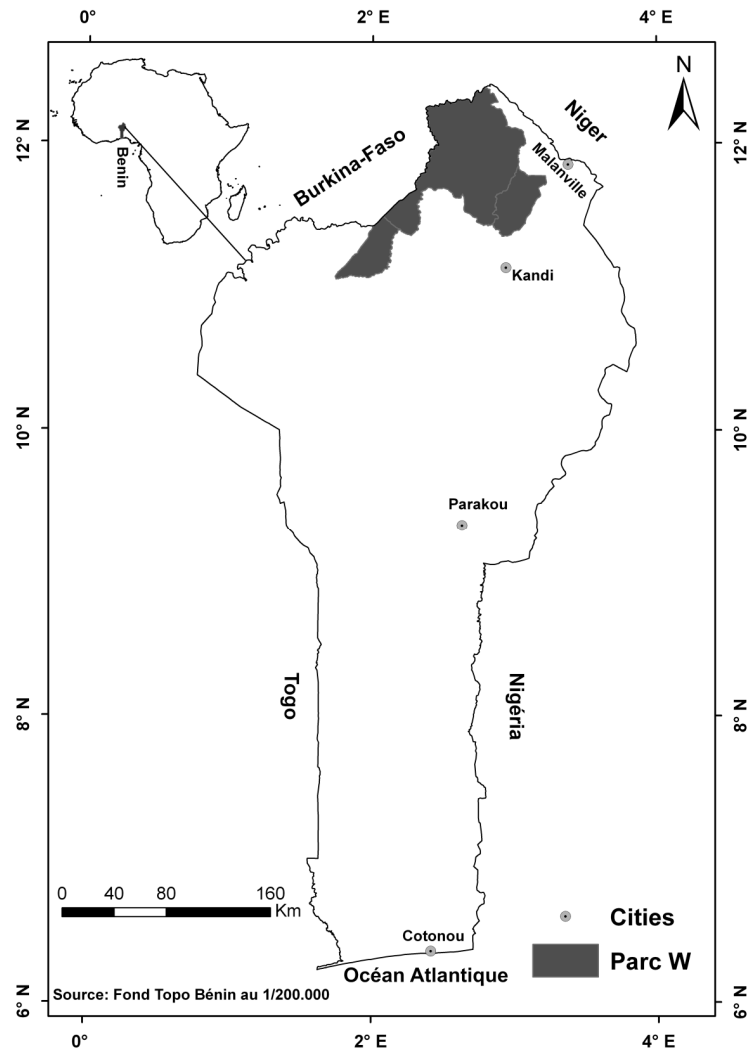 0° 2° E 4° E
N
12° N
12° N
Benin
Burkina-Faso
Niger
Malanville
Kandi
10° N
10° N
Parakou
Togo
Nigéria
8° N
8° N
0 40 80 160
Km
Cities
Cotonou
Parc W
Océan Atlantique
Source: Fond Topo Bénin au 1/200.000
6° N
6° N
0° 2° E 4° E